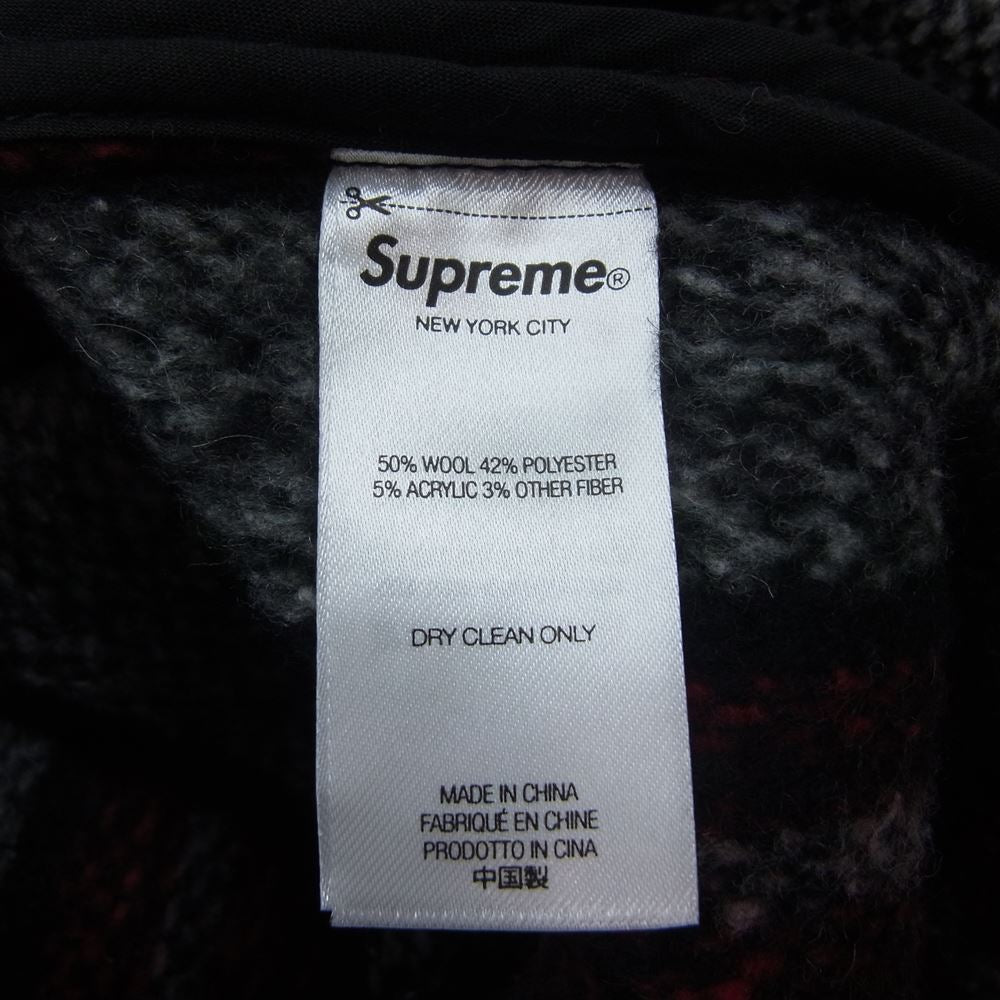 Supreme®
NEW YORK CITY
50% WOOL 42% POLYESTER
5% ACRYLIC 3% OTHER FIBER
DRY CLEAN ONLY
MADE IN CHINA
FABRIQUÉ EN CHINE
PRODOTTO IN CINA
中国製